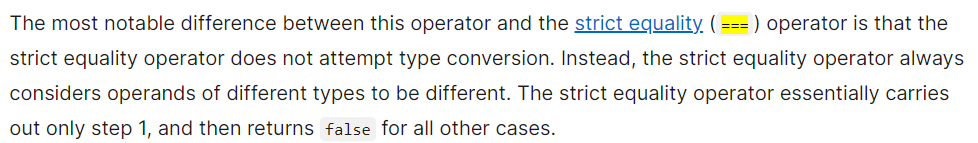 The most notable difference between this operator and the strict equality (===) operator is that the
strict equality operator does not attempt type conversion. Instead, the strict equality operator always
considers operands of different types to be different. The strict equality operator essentially carries
out only step 1, and then returns false for all other cases.